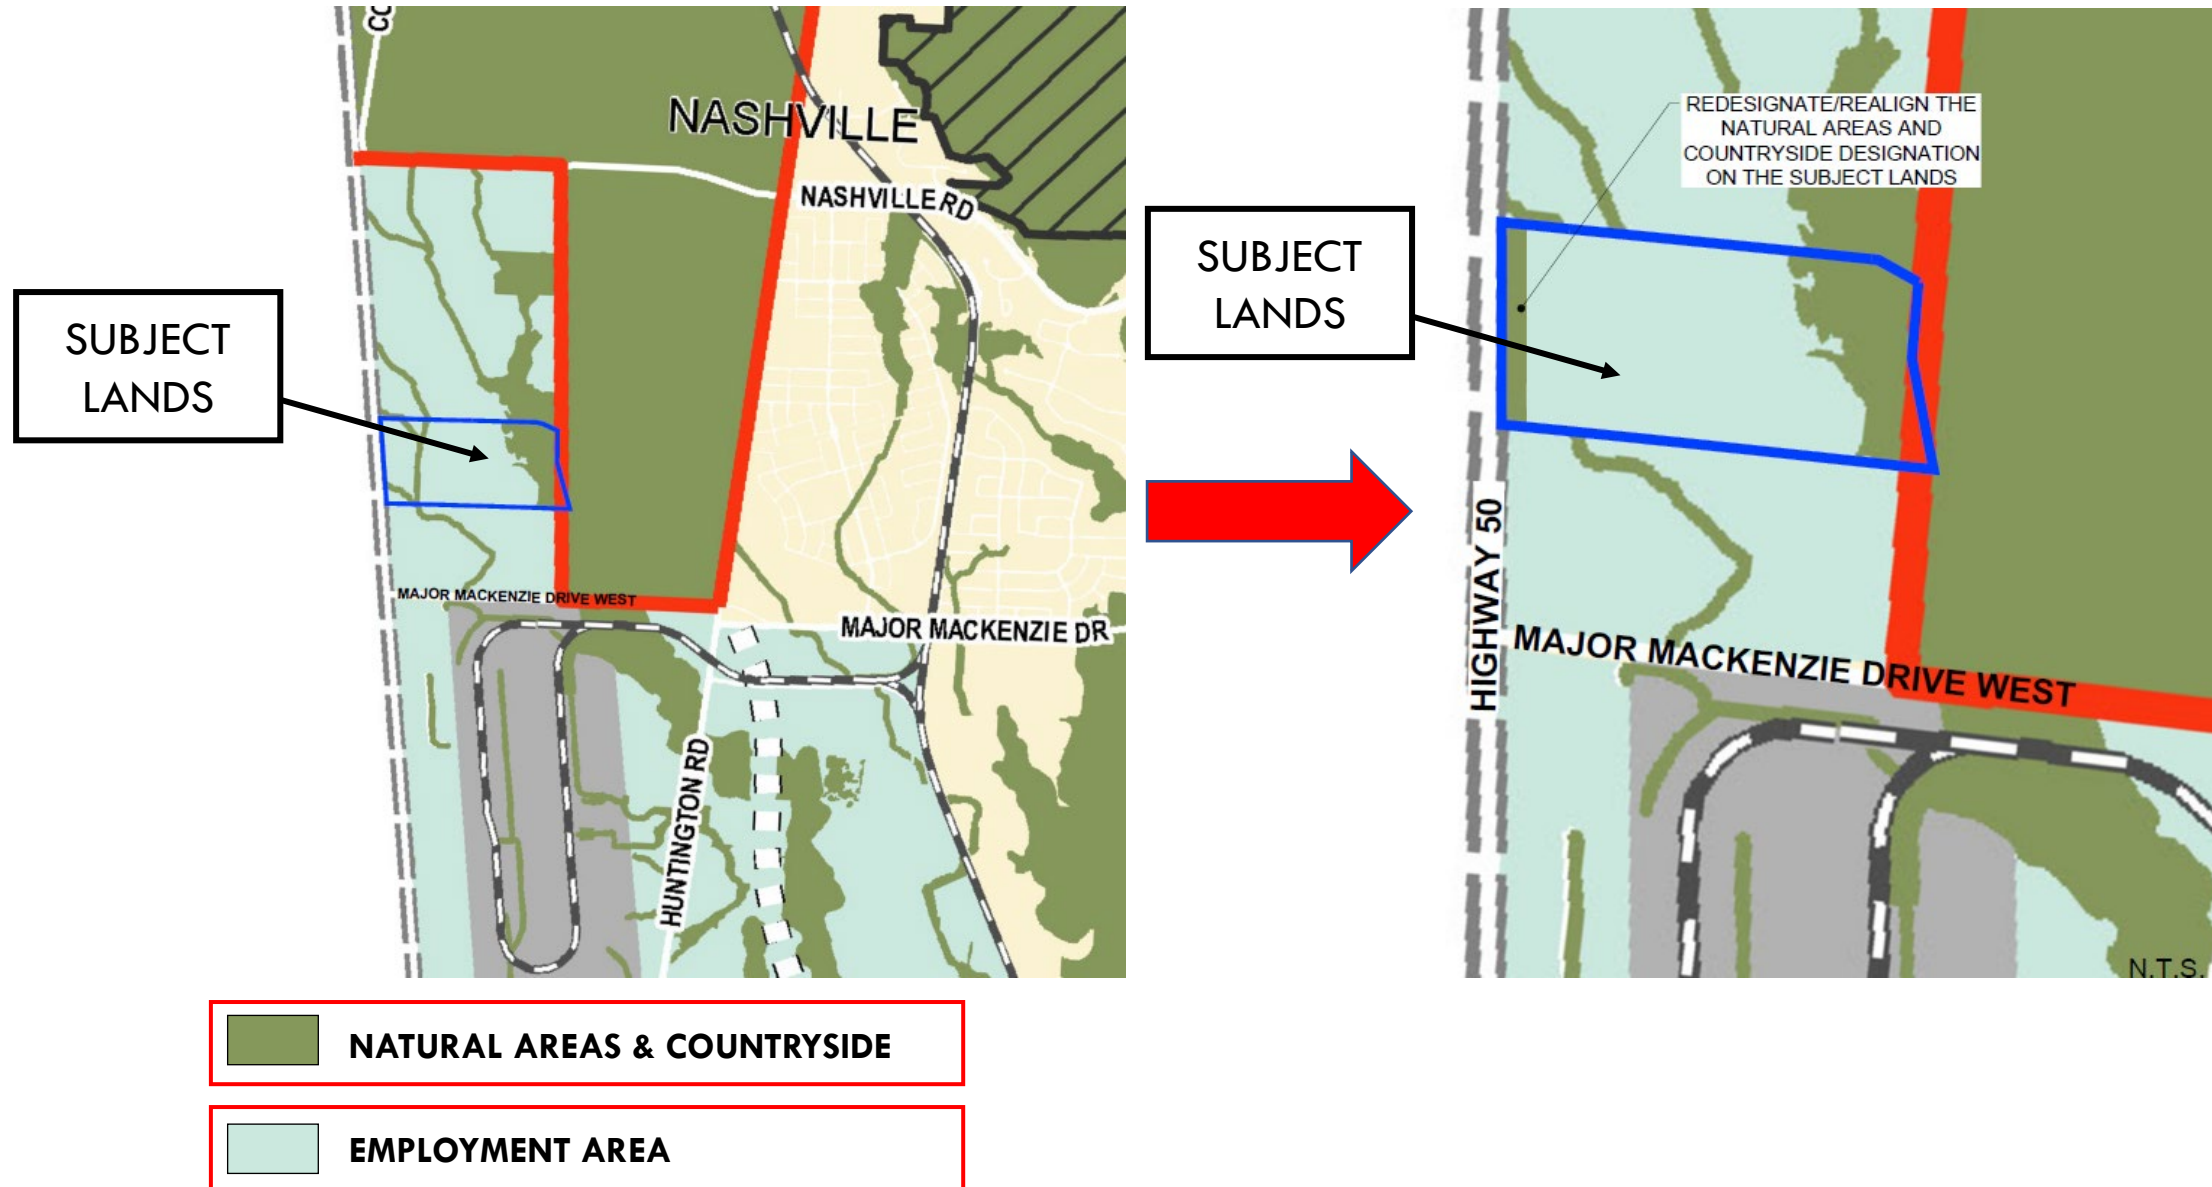 CO
NASHVILLE
NASHVILLE RD
SUBJECT
LANDS
MAJOR MACKENZIE DRIVE WEST
MAJOR MACKENZIE DR
HUNTINGTON RD
REDESIGNATE/REALIGN THE
NATURAL AREAS AND
COUNTRYSIDE DESIGNATION
ON THE SUBJECT LANDS
SUBJECT
LANDS
HIGHWAY 50
MAJOR MACKENZIE DRIVE WEST
N.T.S.
NATURAL AREAS & COUNTRYSIDE
EMPLOYMENT AREA